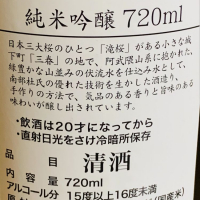 純米吟醸 720ml
日本三大桜のひとつ「滝桜」がある小さな城
下町「三春」の地で、阿武隈山系に抱かれた、
緑豊かな山並みの伏流水を仕込み水として、
南部杜氏の優れた技術を生かした酒造り、
手作りの方法で、気品のある香りと旨味のある
味わいが醸し出されています。
・飲酒は20才になってから
・直射日光をさけ冷暗所保存
品目 清酒
内容量 720ml
アルコール分 15度以上16度未満